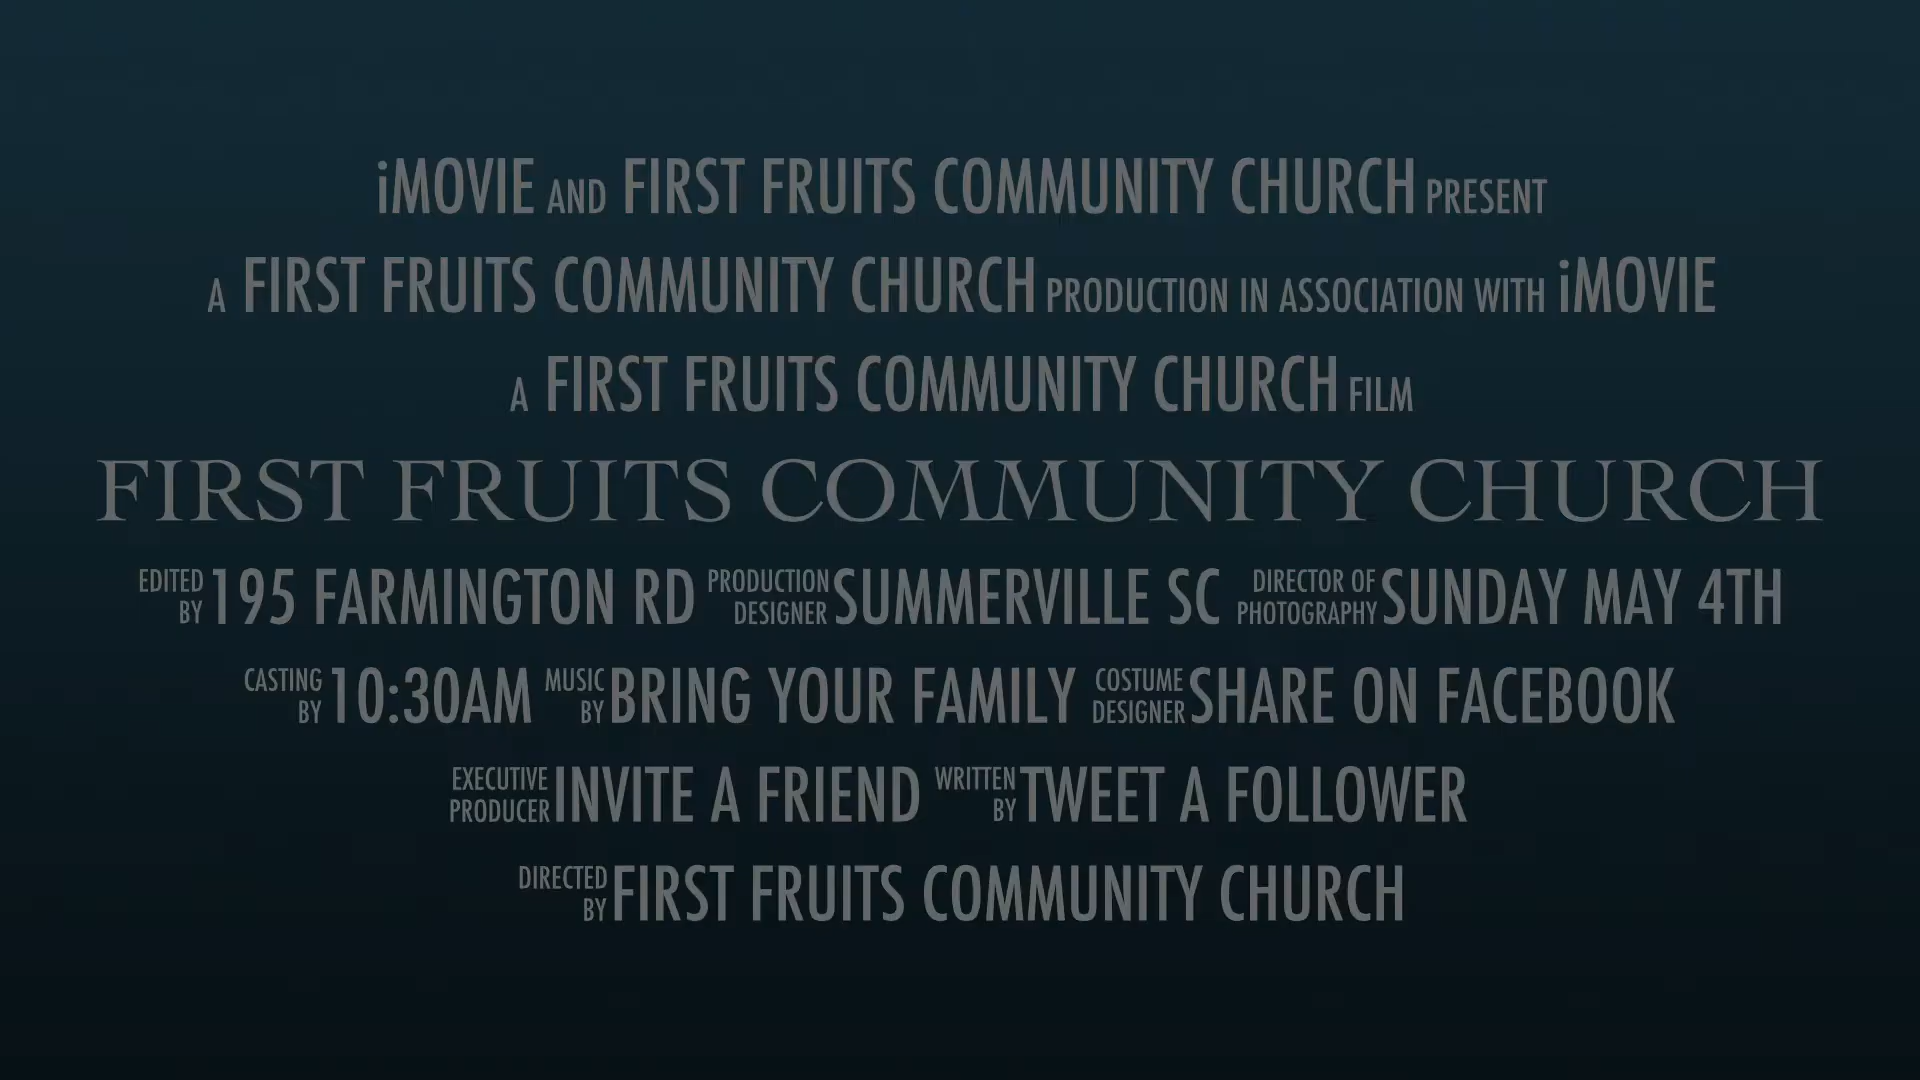 iMOVIE AND FIRST FRUITS COMMUNITY CHURCH PRESENT
A FIRST FRUITS COMMUNITY CHURCH PRODUCTION IN ASSOCIATION WITH iMOVIE
A FIRST FRUITS COMMUNITY CHURCH FILM
FIRST FRUITS COMMUNITY CHURCH
EDITED BY 195 FARMINGTON RD PRODUCTION DESIGNER SUMMERVILLE SC DIRECTOR OF PHOTOGRAPHY SUNDAY MAY 4TH
CASTING BY 10:30AM MUSIC BY BRING YOUR FAMILY COSTUME DESIGNER SHARE ON FACEBOOK
EXECUTIVE PRODUCER INVITE A FRIEND WRITTEN BY TWEET A FOLLOWER
DIRECTED BY FIRST FRUITS COMMUNITY CHURCH